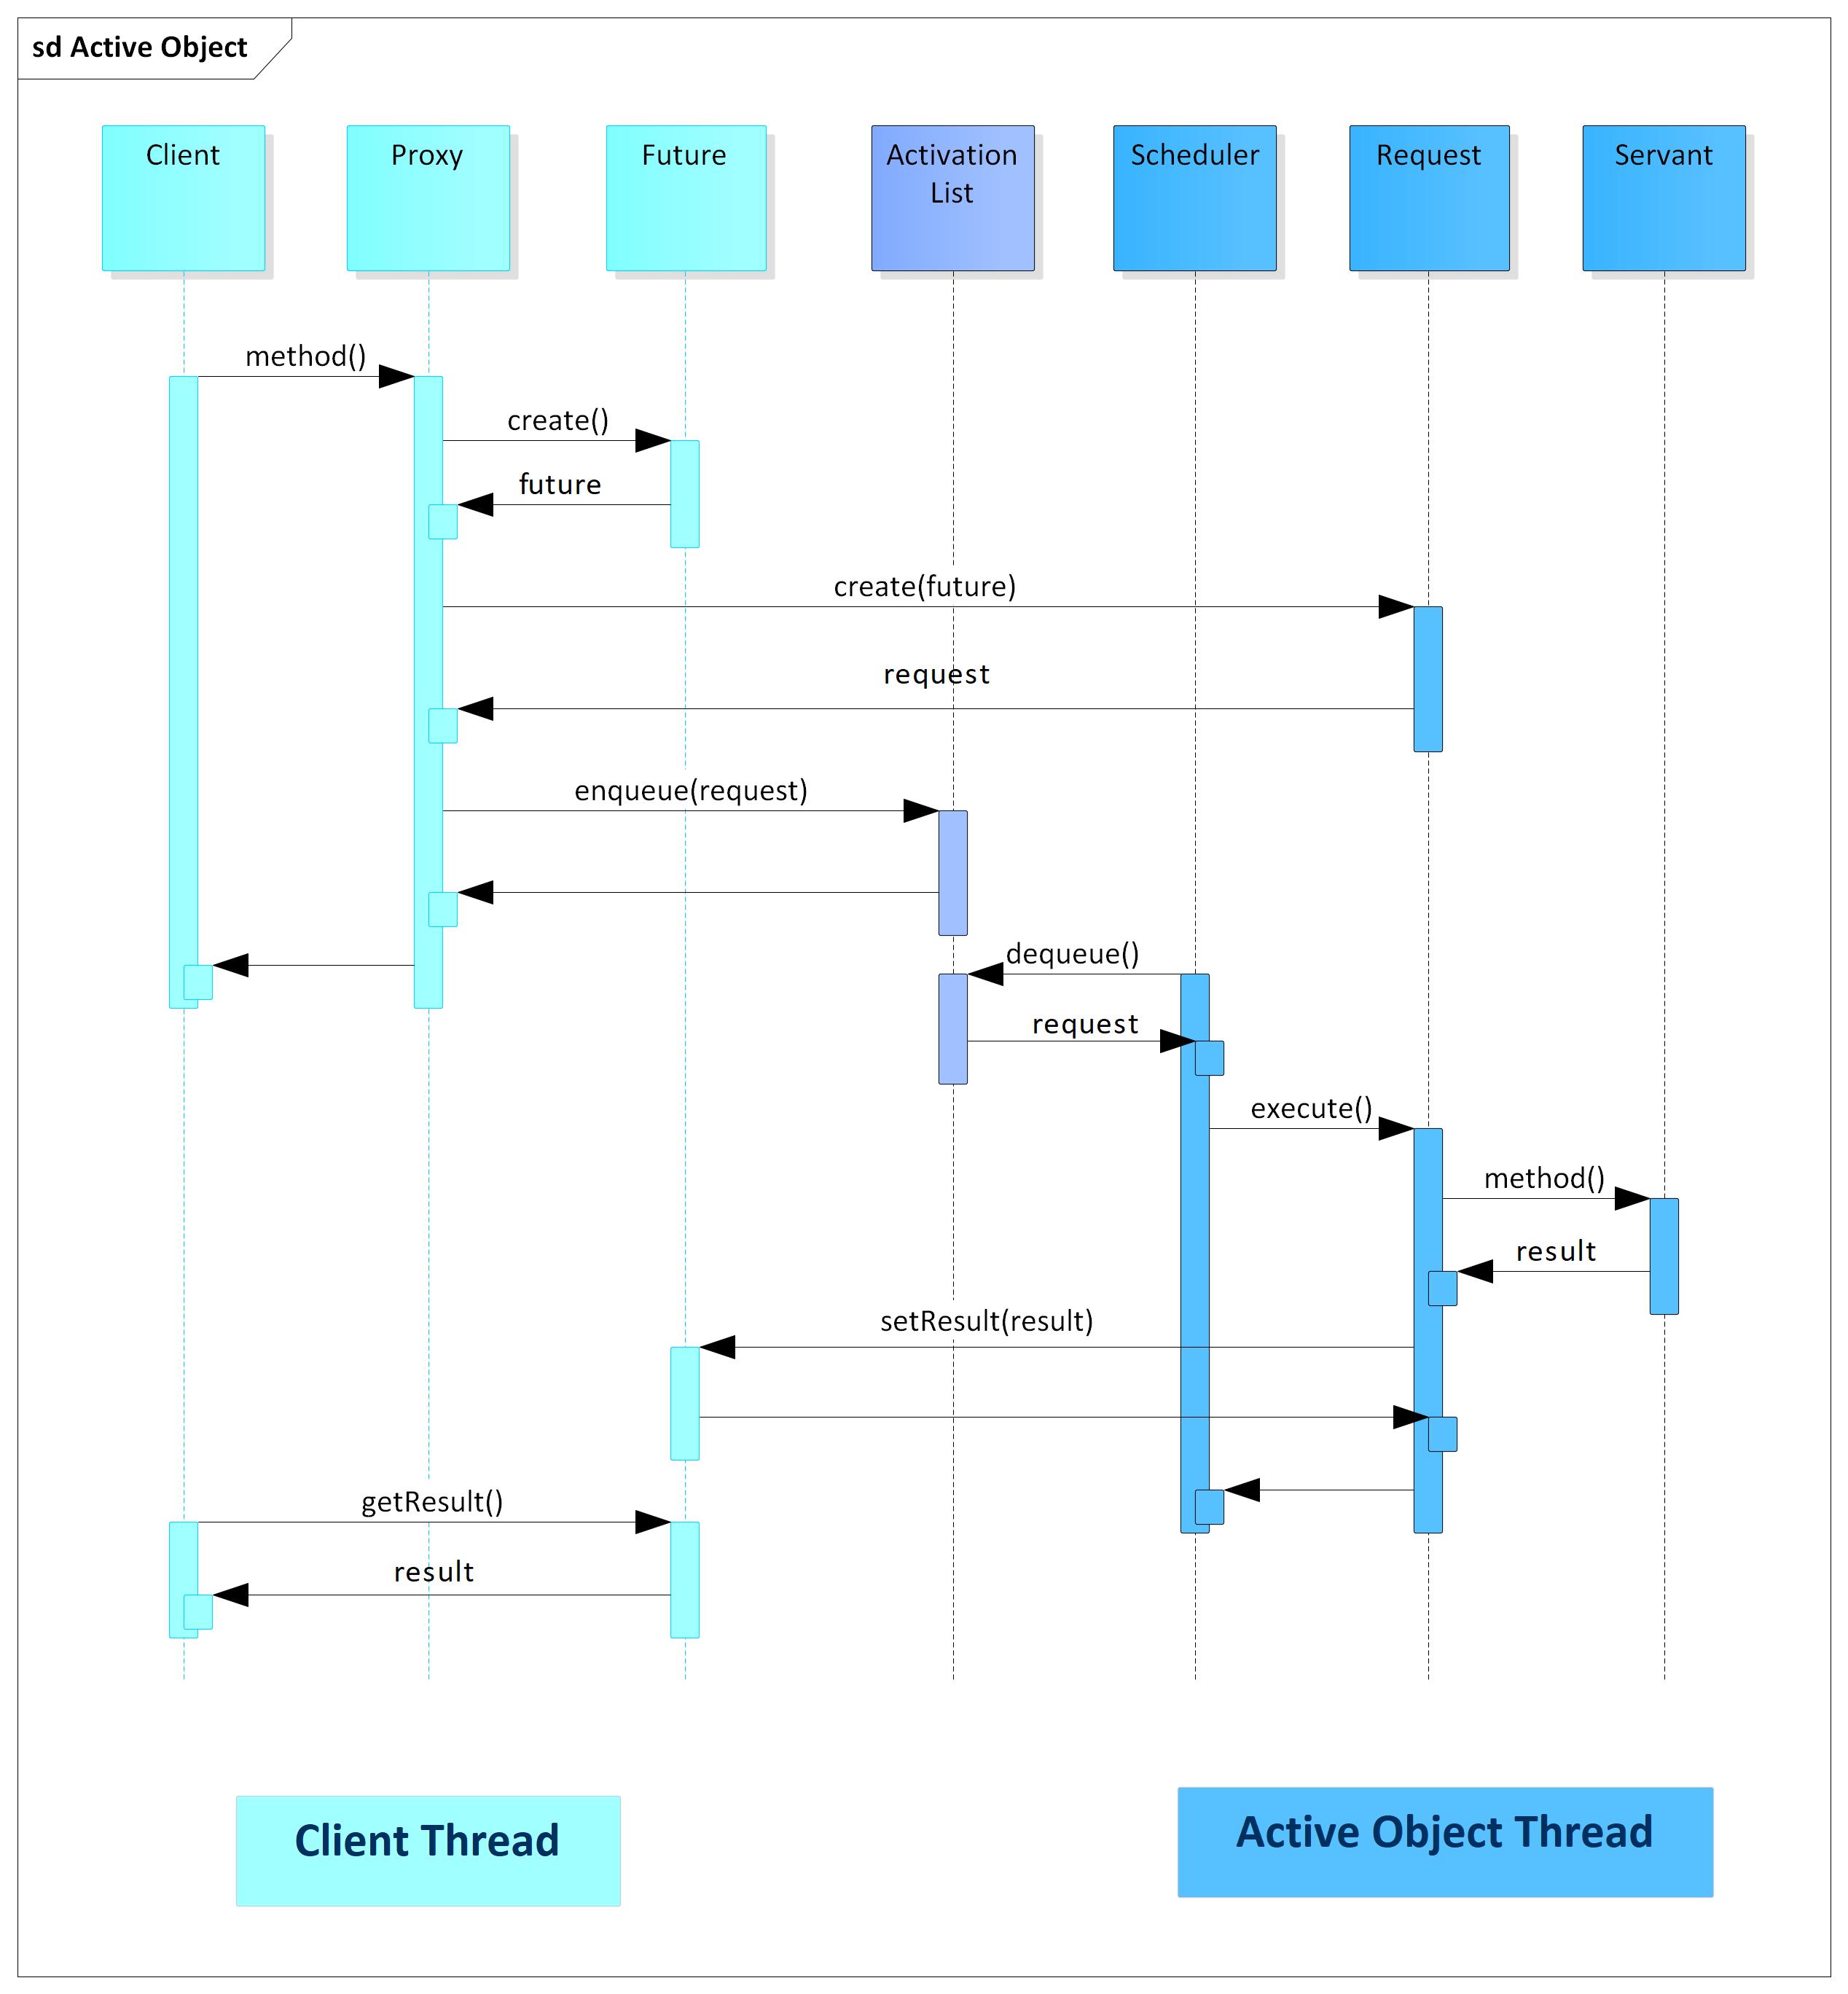 sd Active Object
Client
Proxy
Future
Activation
List
Scheduler
Request
Servant
method()
create()
future
create(future)
request
enqueue(request)
dequeue()
request
execute()
method()
result
setResult(result)
getResult()
result
Client Thread
Active Object Thread